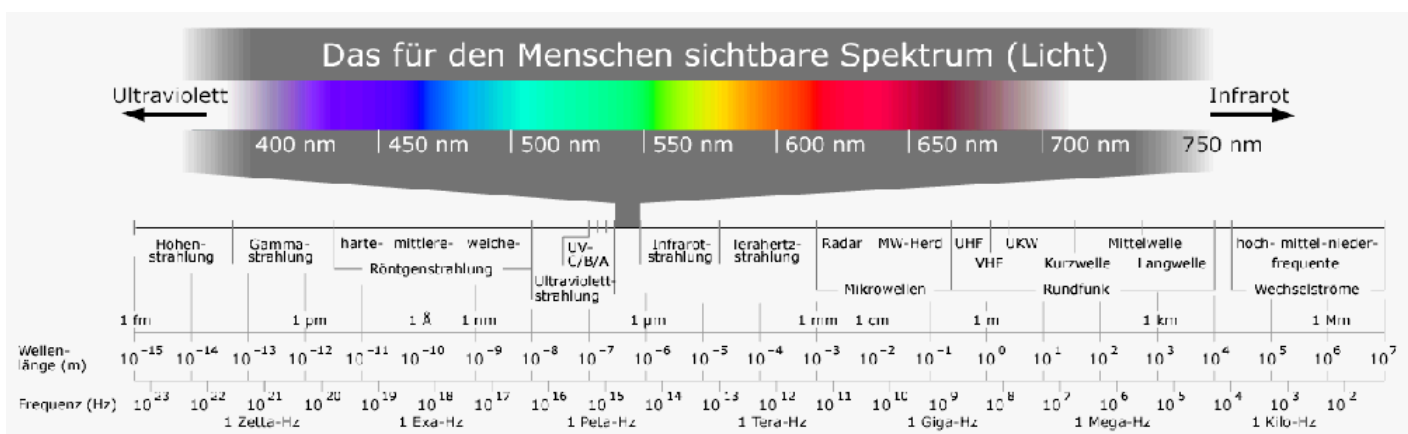 Das für den Menschen sichtbare Spektrum (Licht)
Ultraviolett
Infrarot
400 nm 450 nm 500 nm 550 nm 600 nm 650 nm 700 nm 750 nm
Höhen- Gamma- harte- mittlere- weiche- UV- Infrarot- Terahertz- Radar MW-Herd UHF UKW Mittelwelle hoch- mittel- nieder-
strahlung strahlung C/B/A strahlung strahlung VHF Kurzwelle Langwelle frequente
Röntgenstrahlung Ultraviolett- Mikrowellen Rundfunk Wechselströme
strahlung
1 fm 1 pm 1 Å 1 nm 1 µm 1 mm 1 cm 1 m 1 km 1 Mm
Wellen-
länge (m) 10⁻¹⁵ 10⁻¹⁴ 10⁻¹³ 10⁻¹² 10⁻¹¹ 10⁻¹⁰ 10⁻⁹ 10⁻⁸ 10⁻⁷ 10⁻⁶ 10⁻⁵ 10⁻⁴ 10⁻³ 10⁻² 10⁻¹ 10⁰ 10¹ 10² 10³ 10⁴ 10⁵ 10⁶ 10⁷
Frequenz (Hz) 10²³ 10²² 10²¹ 10²⁰ 10¹⁹ 10¹⁸ 10¹⁷ 10¹⁶ 10¹⁵ 10¹⁴ 10¹³ 10¹² 10¹¹ 10¹⁰ 10⁹ 10⁸ 10⁷ 10⁶ 10⁵ 10⁴ 10³ 10²
1 Zetta-Hz 1 Exa-Hz 1 Peta-Hz 1 Tera-Hz 1 Giga-Hz 1 Mega-Hz 1 Kilo-Hz